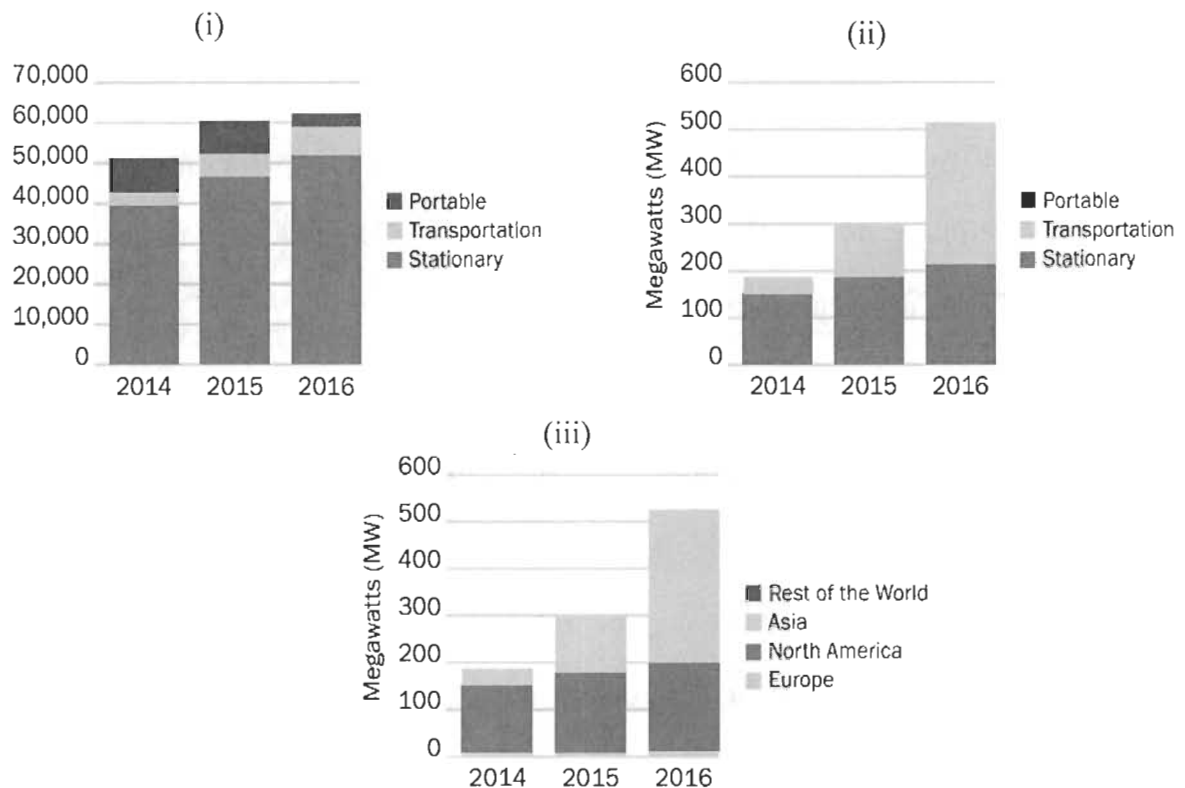 (i)
70,000
60,000
50,000
40,000
30,000
20,000
10,000
0
2014 2015 2016
Portable
Transportation
Stationary
(ii)
Megawatts (MW)
600
500
400
300
200
100
0
2014 2015 2016
Portable
Transportation
Stationary
(iii)
Megawatts (MW)
600
500
400
300
200
100
0
2014 2015 2016
Rest of the World
Asia
North America
Europe